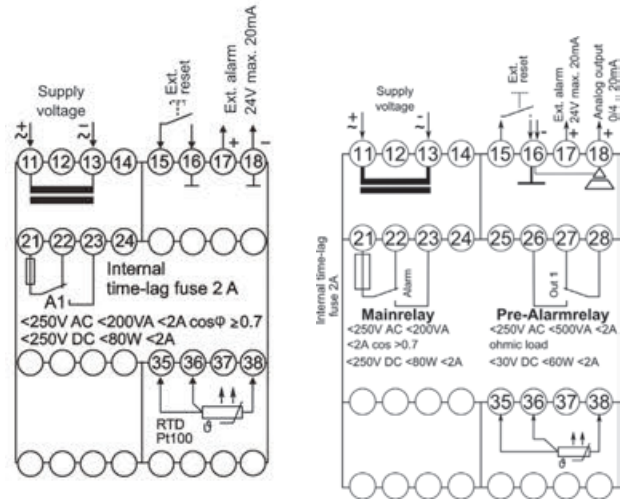 Supply
voltage
Ext.
reset
Ext. alarm
24V max. 20mA
~+
~-
+
-
11 12 13 14 15 16 17 18
21 22 23 24
A1
Internal
time-lag fuse 2 A
<250V AC <200VA <2A cosφ ≥0.7
<250V DC <80W <2A
35 36 37 38
RTD
Pt100
ϑ
Supply
voltage
Ext.
reset
Ext. alarm
24V max. 20mA
Analog output
0/4 .. 20mA
~+
~-
-
+
+
11 12 13 14 15 16 17 18
21 22 23 24 25 26 27 28
Internal time-lag
fuse 2A
Alarm
Out 1
Mainrelay
<250V AC <200VA
<2A cos >0.7
<250V DC <80W <2A
Pre-Alarmrelay
<250V AC <500VA <2A
ohmic load
<30V DC <60W <2A
35 36 37 38
ϑ